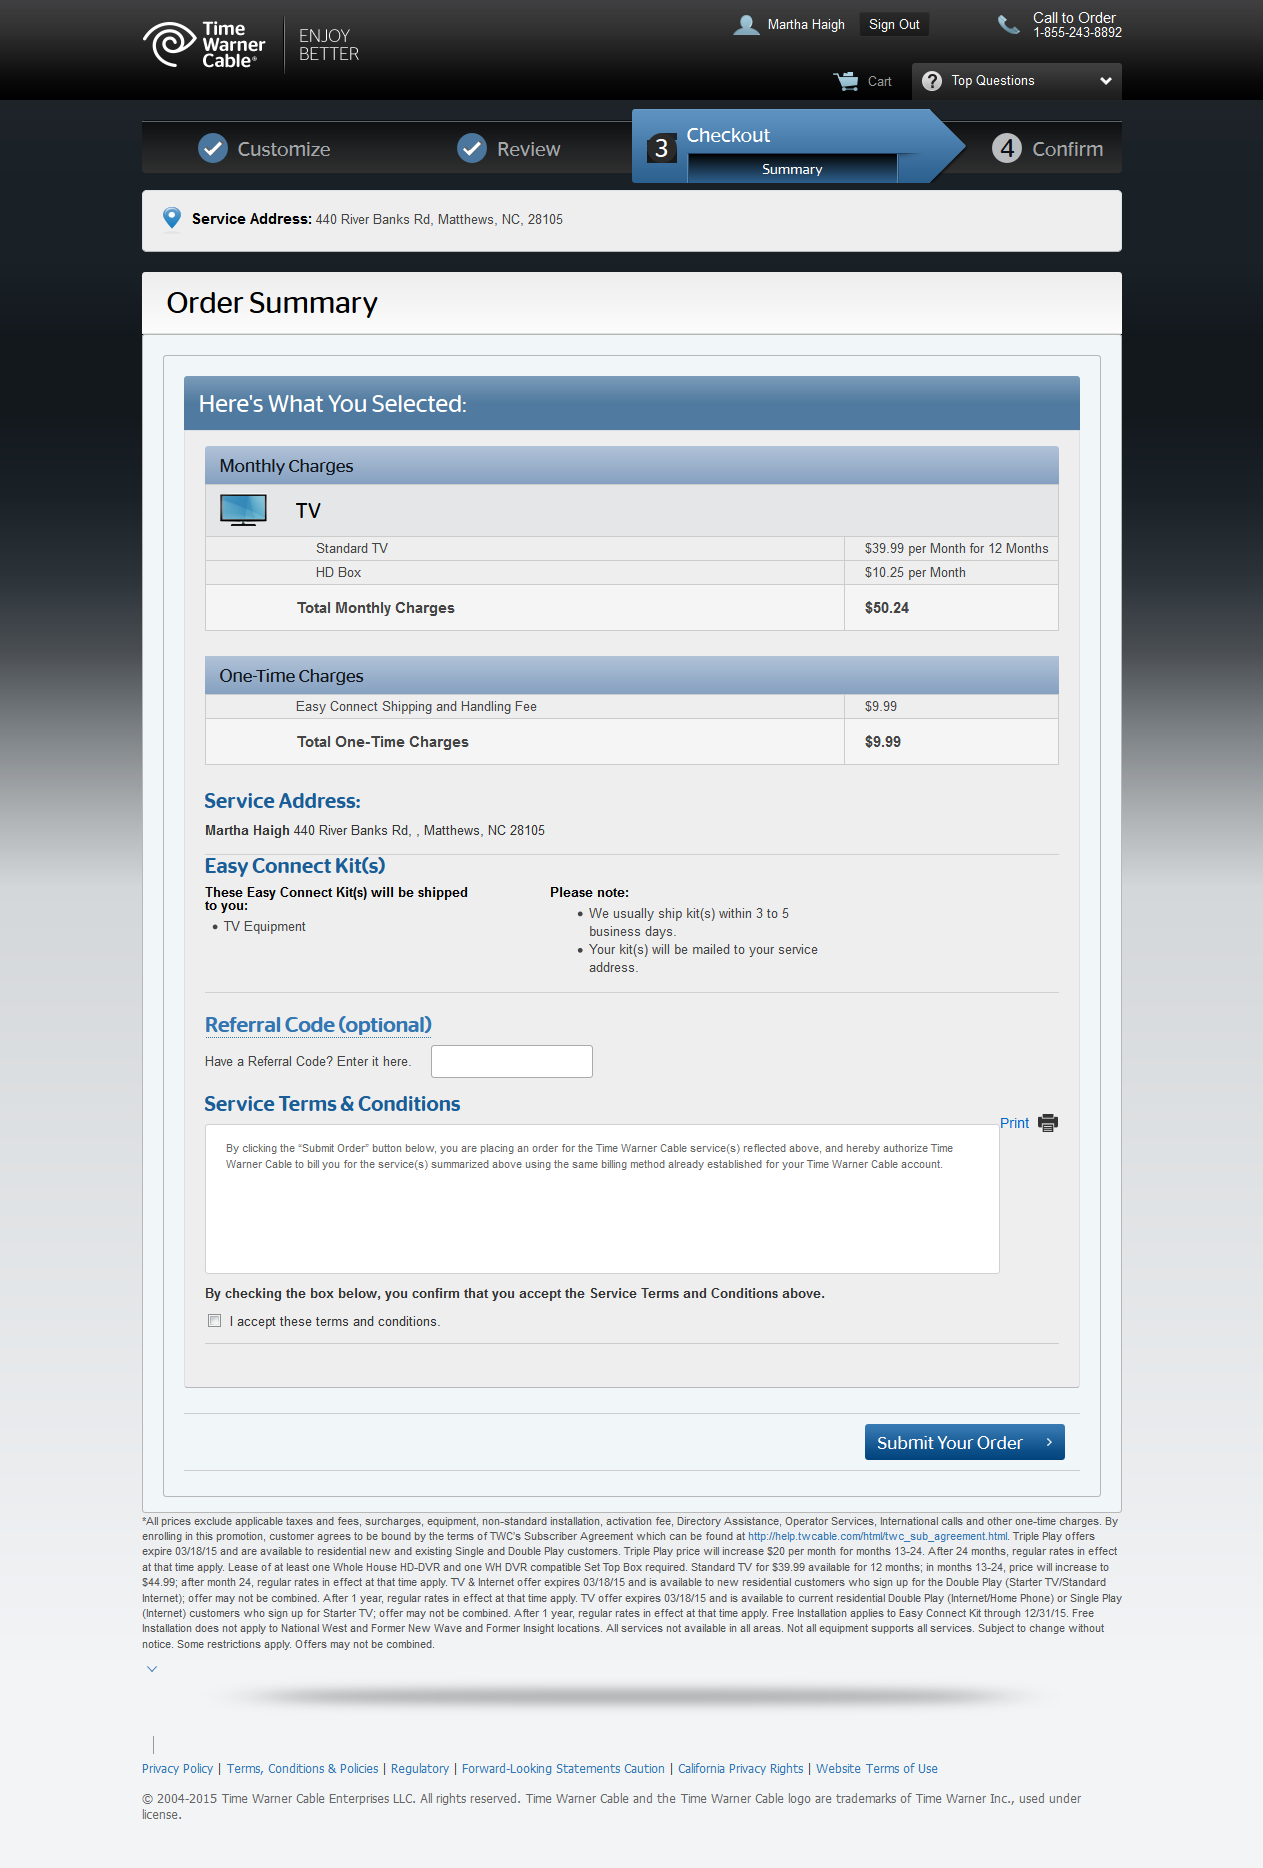 Time
Warner
Cable®
ENJOY
BETTER
Martha Haigh
Sign Out
Call to Order
1-855-243-8892
Cart
? Top Questions
Customize
Review
3
Checkout
Summary
4 Confirm
Service Address: 440 River Banks Rd, Matthews, NC, 28105
Order Summary
Here's What You Selected:
Monthly Charges
TV
Standard TV $39.99 per Month for 12 Months
HD Box $10.25 per Month
Total Monthly Charges $50.24
One-Time Charges
Easy Connect Shipping and Handling Fee $9.99
Total One-Time Charges $9.99
Service Address:
Martha Haigh 440 River Banks Rd, , Matthews, NC 28105
Easy Connect Kit(s)
These Easy Connect Kit(s) will be shipped
to you:
• TV Equipment
Please note:
• We usually ship kit(s) within 3 to 5
business days.
• Your kit(s) will be mailed to your service
address.
Referral Code (optional)
Have a Referral Code? Enter it here.
Service Terms & Conditions
Print
By clicking the “Submit Order” button below, you are placing an order for the Time Warner Cable service(s) reflected above, and hereby authorize Time
Warner Cable to bill you for the service(s) summarized above using the same billing method already established for your Time Warner Cable account.
By checking the box below, you confirm that you accept the Service Terms and Conditions above.
I accept these terms and conditions.
Submit Your Order ›
*All prices exclude applicable taxes and fees, surcharges, equipment, non-standard installation, activation fee, Directory Assistance, Operator Services, International calls and other one-time charges. By
enrolling in this promotion, customer agrees to be bound by the terms of TWC's Subscriber Agreement which can be found at http://help.twcable.com/html/twc_sub_agreement.html. Triple Play offers
expire 03/18/15 and are available to residential new and existing Single and Double Play customers. Triple Play price will increase $20 per month for months 13-24. After 24 months, regular rates in effect
at that time apply. Lease of at least one Whole House HD-DVR and one WH DVR compatible Set Top Box required. Standard TV for $39.99 available for 12 months; in months 13-24, price will increase to
$44.99; after month 24, regular rates in effect at that time apply. TV & Internet offer expires 03/18/15 and is available to new residential customers who sign up for the Double Play (Starter TV/Standard
Internet); offer may not be combined. After 1 year, regular rates in effect at that time apply. TV offer expires 03/18/15 and is available to current residential Double Play (Internet/Home Phone) or Single Play
(Internet) customers who sign up for Starter TV; offer may not be combined. After 1 year, regular rates in effect at that time apply. Free Installation applies to Easy Connect Kit through 12/31/15. Free
Installation does not apply to National West and Former New Wave and Former Insight locations. All services not available in all areas. Not all equipment supports all services. Subject to change without
notice. Some restrictions apply. Offers may not be combined.
Privacy Policy | Terms, Conditions & Policies | Regulatory | Forward-Looking Statements Caution | California Privacy Rights | Website Terms of Use
© 2004-2015 Time Warner Cable Enterprises LLC. All rights reserved. Time Warner Cable and the Time Warner Cable logo are trademarks of Time Warner Inc., used under
license.